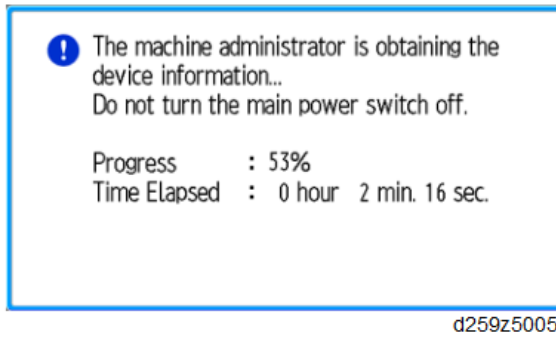 The machine administrator is obtaining the
device information...
Do not turn the main power switch off.
Progress : 53%
Time Elapsed : 0 hour 2 min. 16 sec.
d259z5005